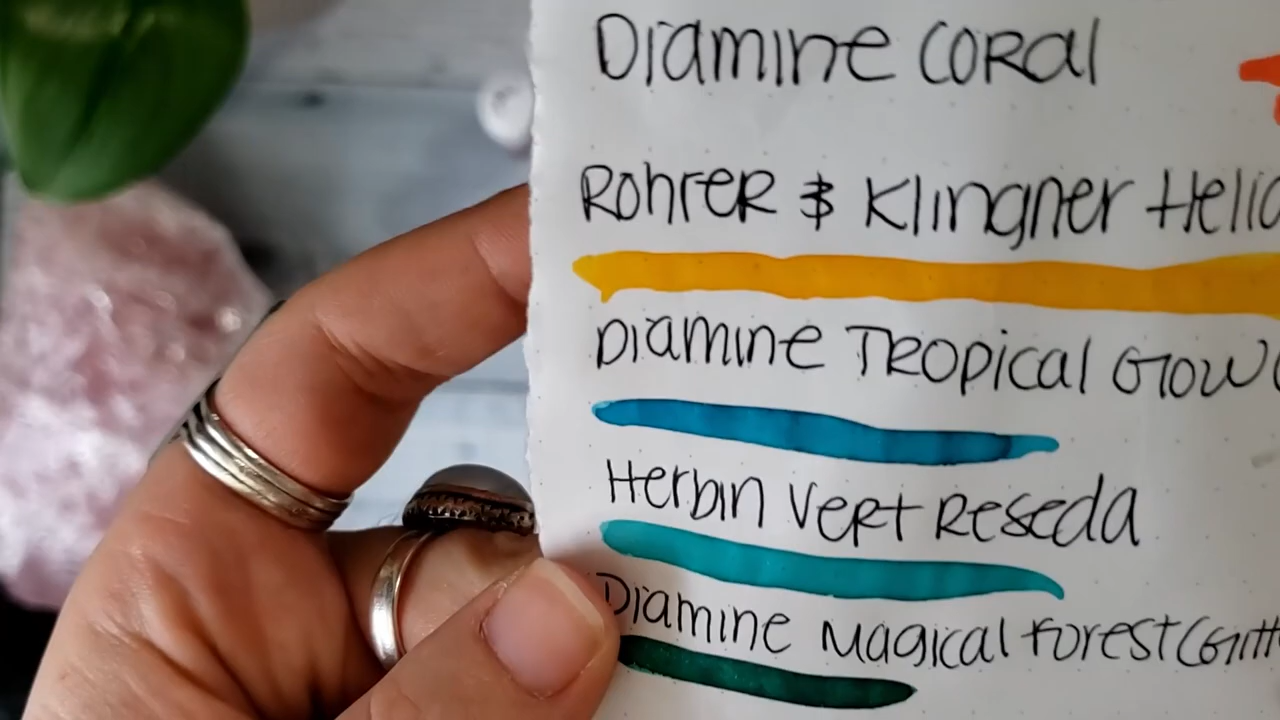 Diamine Coral
Rohrer & Klingner
Diamine Tropical
Herbin Vert Reseda
Diamine Magical Forest